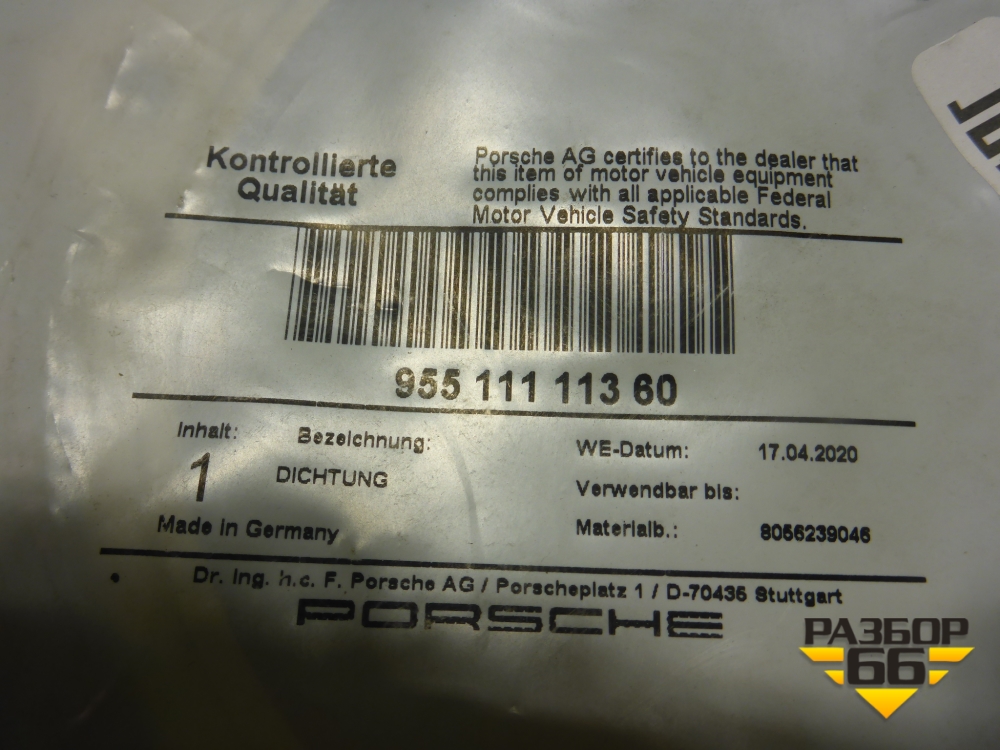 Kontrollierte
Qualität
Porsche AG certifies to the dealer that
this item of motor vehicle equipment
complies with all applicable Federal
Motor Vehicle Safety Standards.
955 111 113 60
Inhalt: Bezeichnung: WE-Datum: 17.04.2020
1 DICHTUNG
Verwendbar bis:
Made in Germany Materialb.: 8056239046
Dr. Ing. h.c. F. Porsche AG / Porscheplatz 1 / D-70435 Stuttgart
PORSCHE
РАЗБОР
66